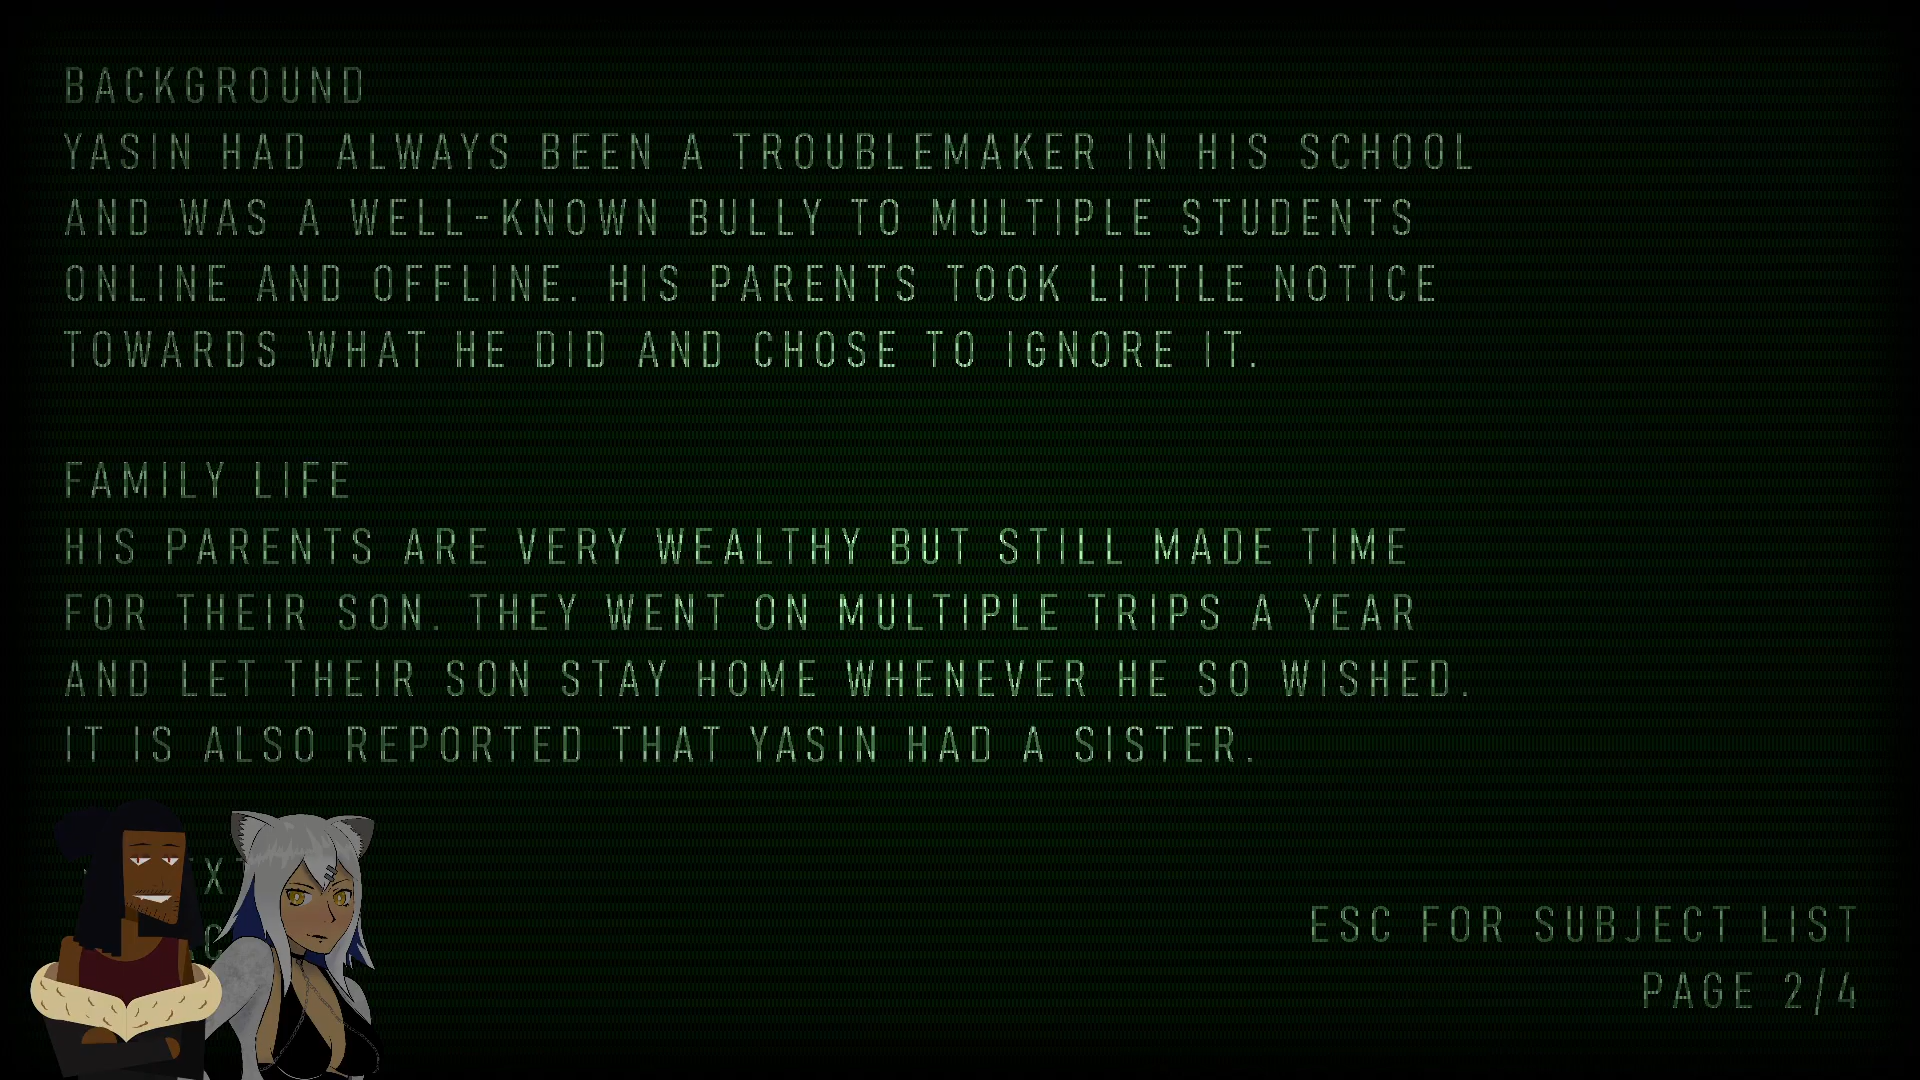 BACKGROUND
YASIN HAD ALWAYS BEEN A TROUBLEMAKER IN HIS SCHOOL
AND WAS A WELL-KNOWN BULLY TO MULTIPLE STUDENTS
ONLINE AND OFFLINE. HIS PARENTS TOOK LITTLE NOTICE
TOWARDS WHAT HE DID AND CHOSE TO IGNORE IT.
FAMILY LIFE
HIS PARENTS ARE VERY WEALTHY BUT STILL MADE TIME
FOR THEIR SON. THEY WENT ON MULTIPLE TRIPS A YEAR
AND LET THEIR SON STAY HOME WHENEVER HE SO WISHED.
IT IS ALSO REPORTED THAT YASIN HAD A SISTER.
ESC FOR SUBJECT LIST
PAGE 2/4